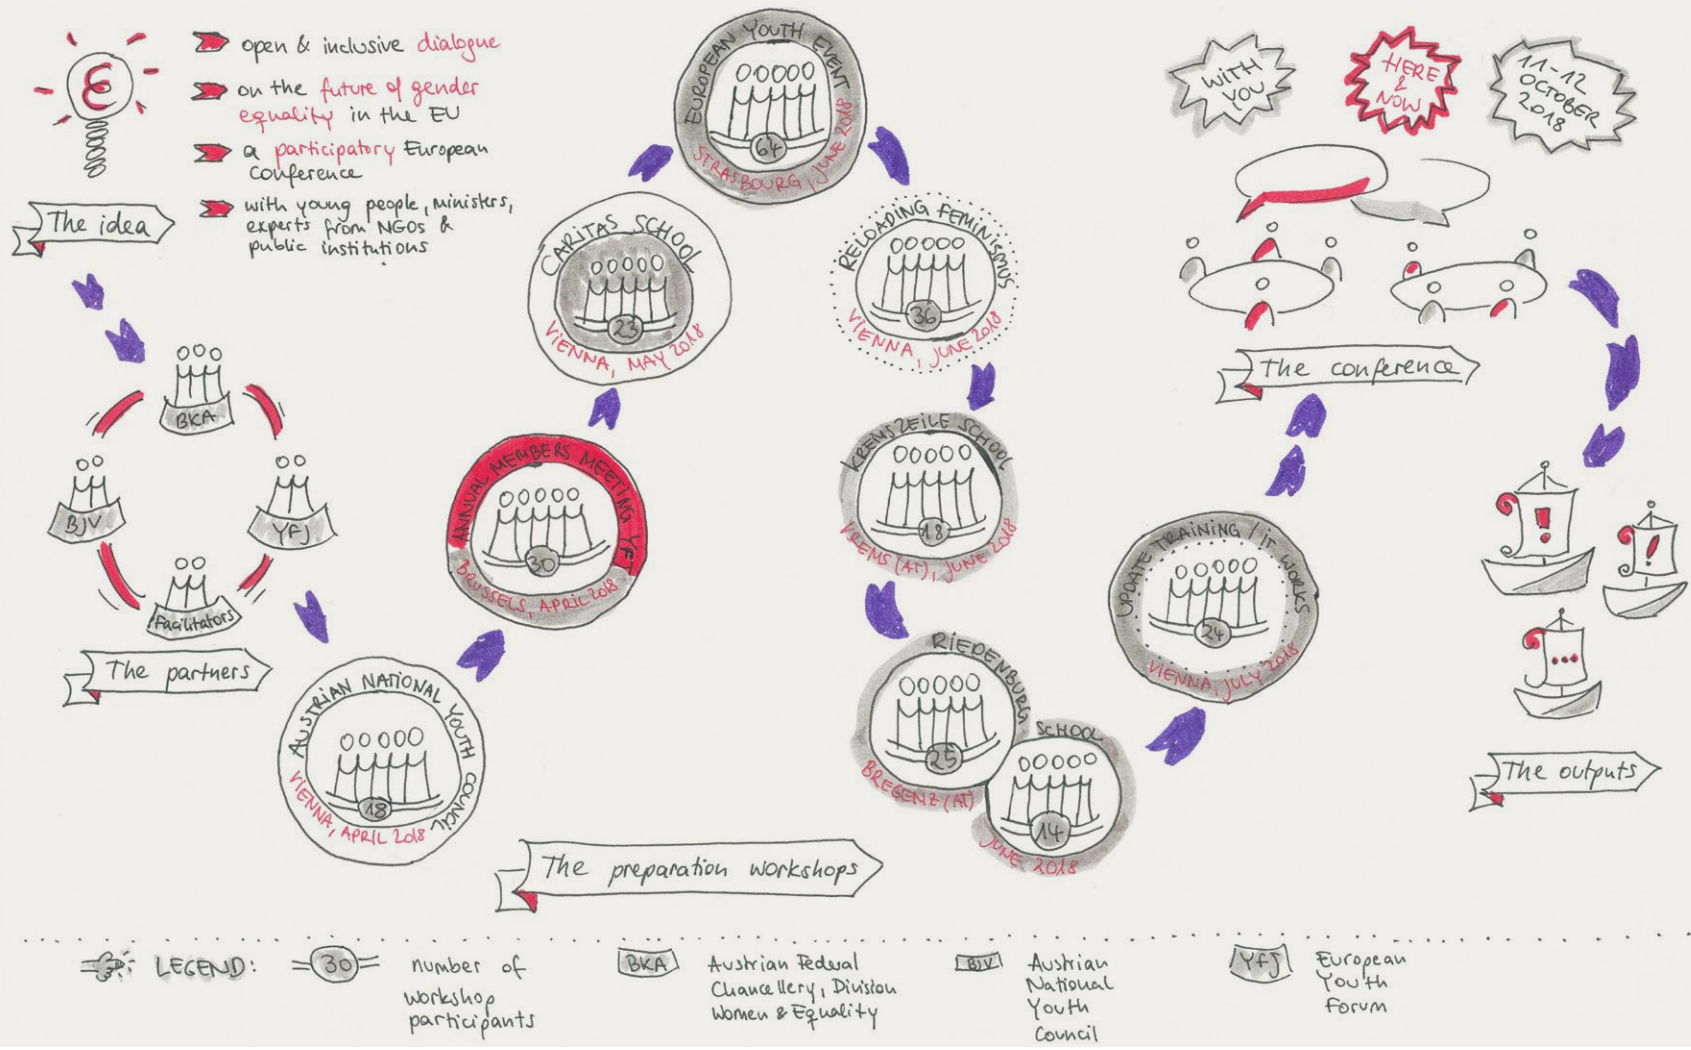 open & inclusive dialogue
on the future of gender
equality in the EU
a participatory European
Conference
with young people, ministers,
experts from NGOs &
public institutions
The idea
BKA
BJV
YFJ
Facilitators
The partners
AUSTRIAN NATIONAL YOUTH COUNCIL
18
VIENNA, APRIL 2018
ANNUAL MEMBERS MEETING YFJ
30
BRUSSELS, APRIL 2018
CARITAS SCHOOL
23
VIENNA, MAY 2018
EUROPEAN YOUTH EVENT
64
STRASBOURG, JUNE 2018
RELOADING FEMINISMUS
36
VIENNA, JUNE 2018
KREMSZEILE SCHOOL
18
KREMS (AT), JUNE 2018
RIEDENBURG SCHOOL
25
14
BREGENZ (AT)
JUNE 2018
UPDATE TRAINING / IT WORKS
24
VIENNA, JULY 2018
The preparation workshops
WITH
YOU
HERE
&
NOW
11-12
OCTOBER
2018
The conference
!
!
...
The outputs
LEGEND:
30
number of
workshop
participants
BKA
Austrian Federal
Chancellery, Division
Women & Equality
BJV
Austrian
National
Youth
Council
YFJ
European
Youth
Forum